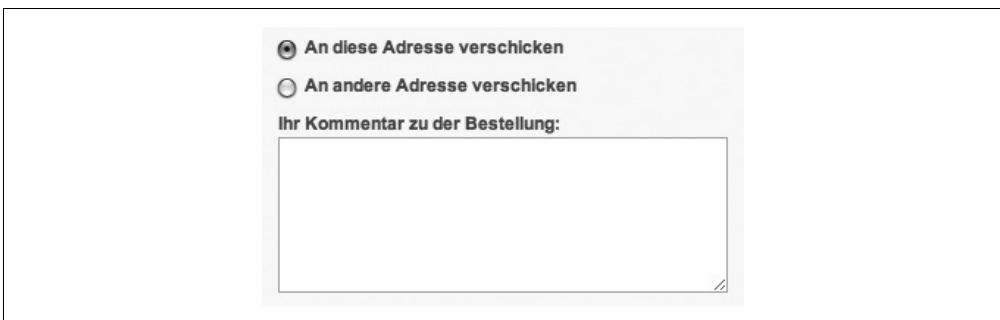 An diese Adresse verschicken
An andere Adresse verschicken
Ihr Kommentar zu der Bestellung: